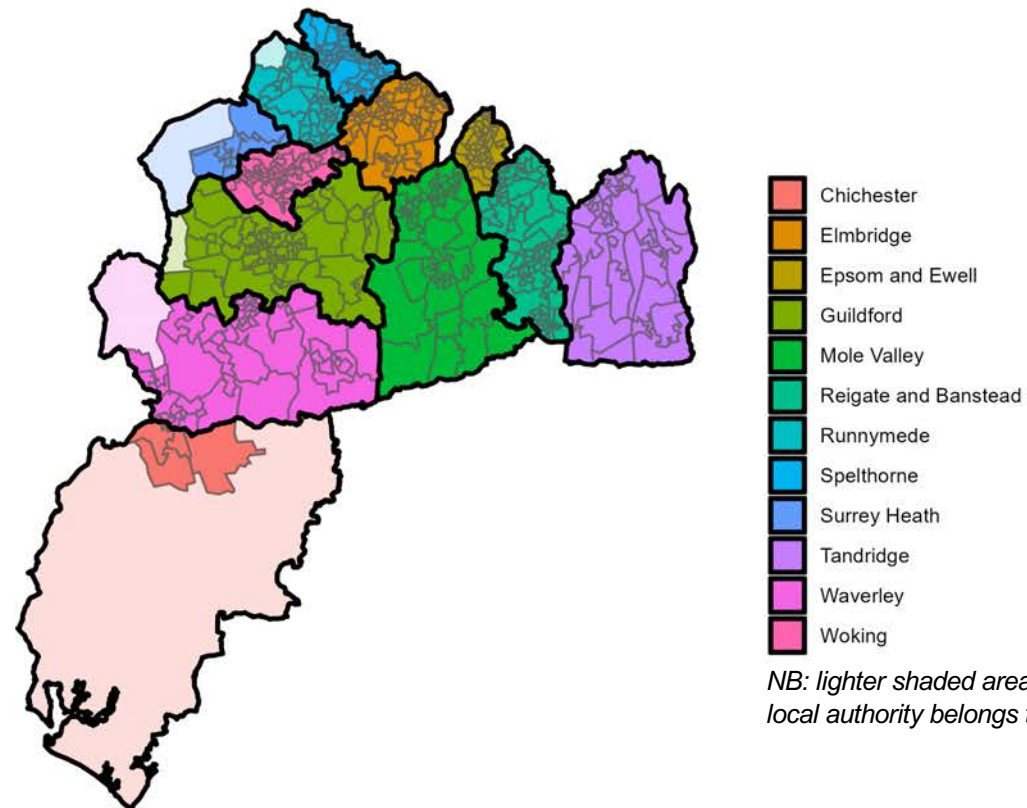 Chichester
Elmbridge
Epsom and Ewell
Guildford
Mole Valley
Reigate and Banstead
Runnymede
Spelthorne
Surrey Heath
Tandridge
Waverley
Woking
NB: lighter shaded area
local authority belongs